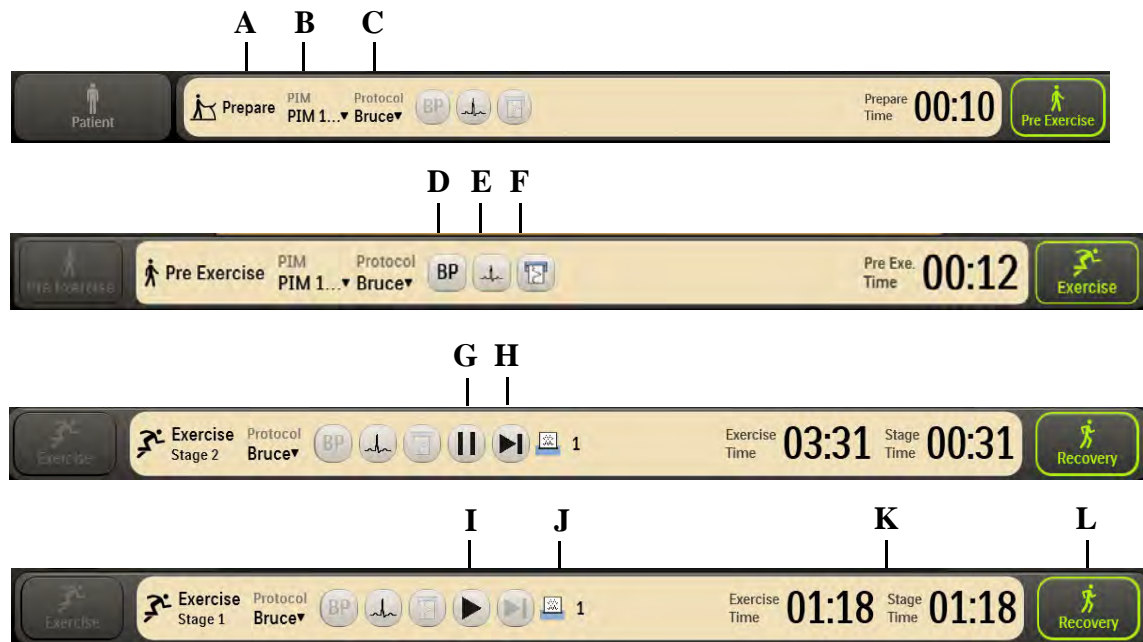 A B C
Patient
Prepare
PIM
PIM 1...▾
Protocol
Bruce▾
BP
Prepare
Time
00:10
Pre Exercise
D E F
Pre Exercise
Pre Exercise
PIM
PIM 1...▾
Protocol
Bruce▾
BP
Pre Exe.
Time
00:12
Exercise
G H
Exercise
Exercise
Stage 2
Protocol
Bruce▾
BP
1
Exercise
Time
03:31
Stage
Time
00:31
Recovery
I J K L
Exercise
Exercise
Stage 1
Protocol
Bruce▾
BP
1
Exercise
Time
01:18
Stage
Time
01:18
Recovery